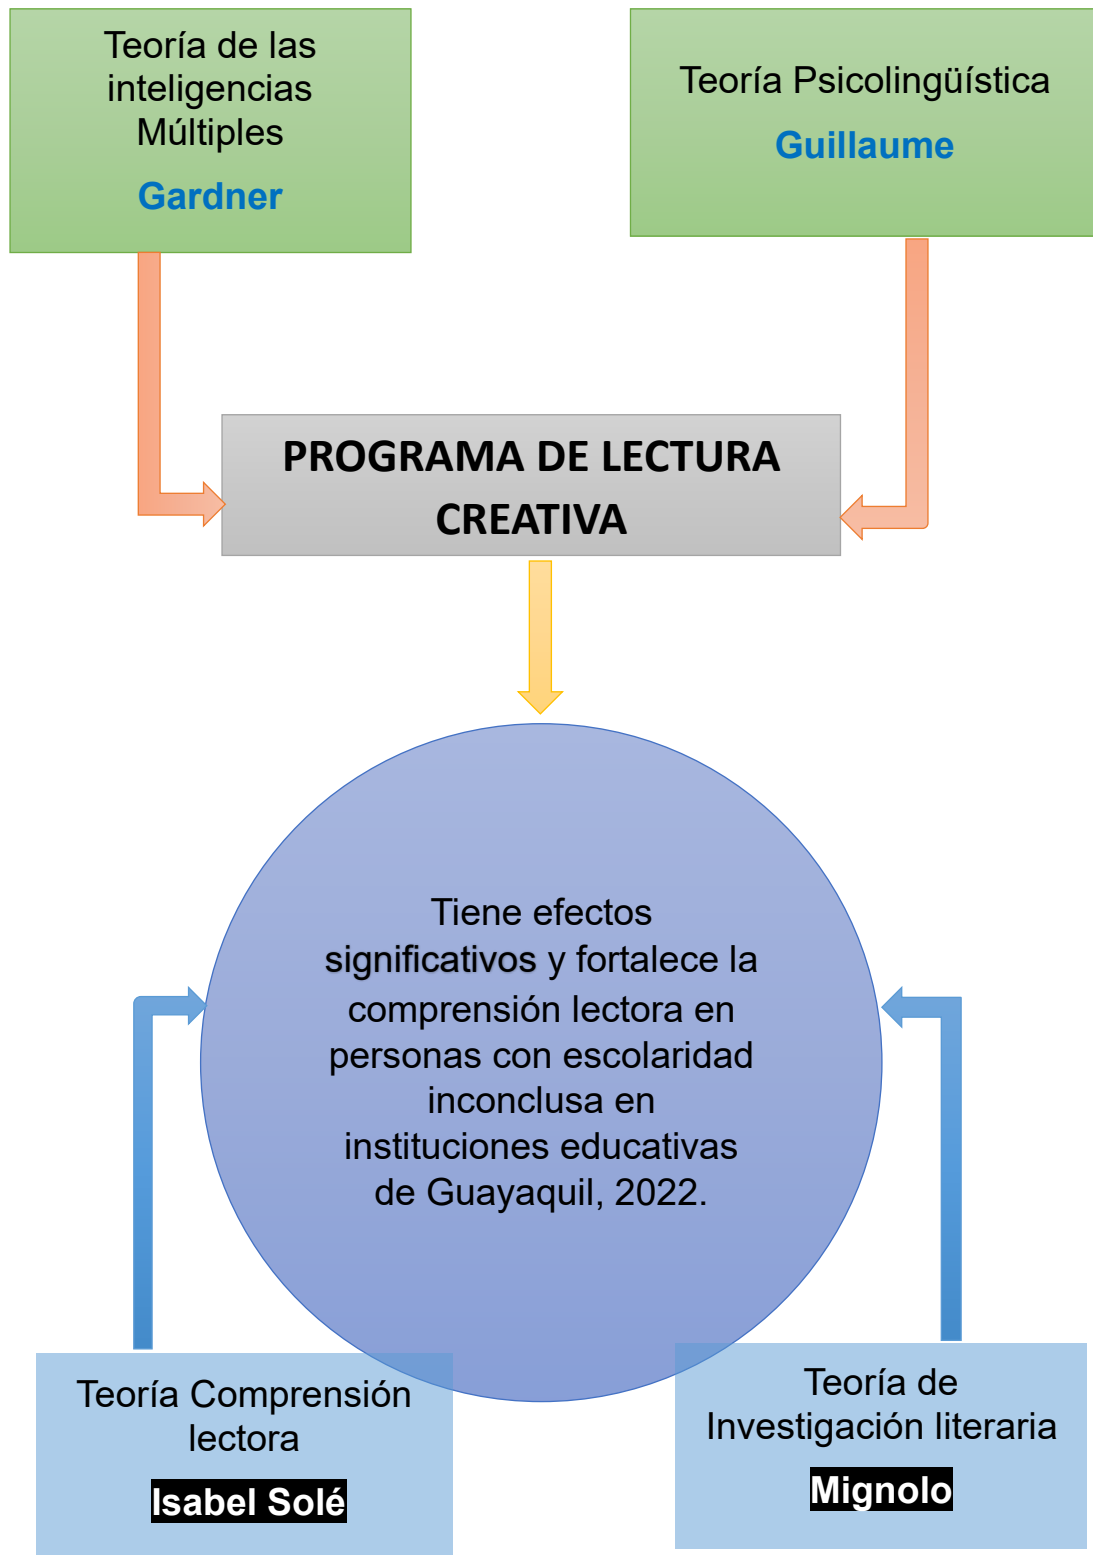 Teoría de las
inteligencias
Múltiples
Gardner
Teoría Psicolingüística
Guillaume
PROGRAMA DE LECTURA
CREATIVA
Tiene efectos
significativos y fortalece la
comprensión lectora en
personas con escolaridad
inconclusa en
instituciones educativas
de Guayaquil, 2022.
Teoría Comprensión
lectora
Isabel Solé
Teoría de
Investigación literaria
Mignolo